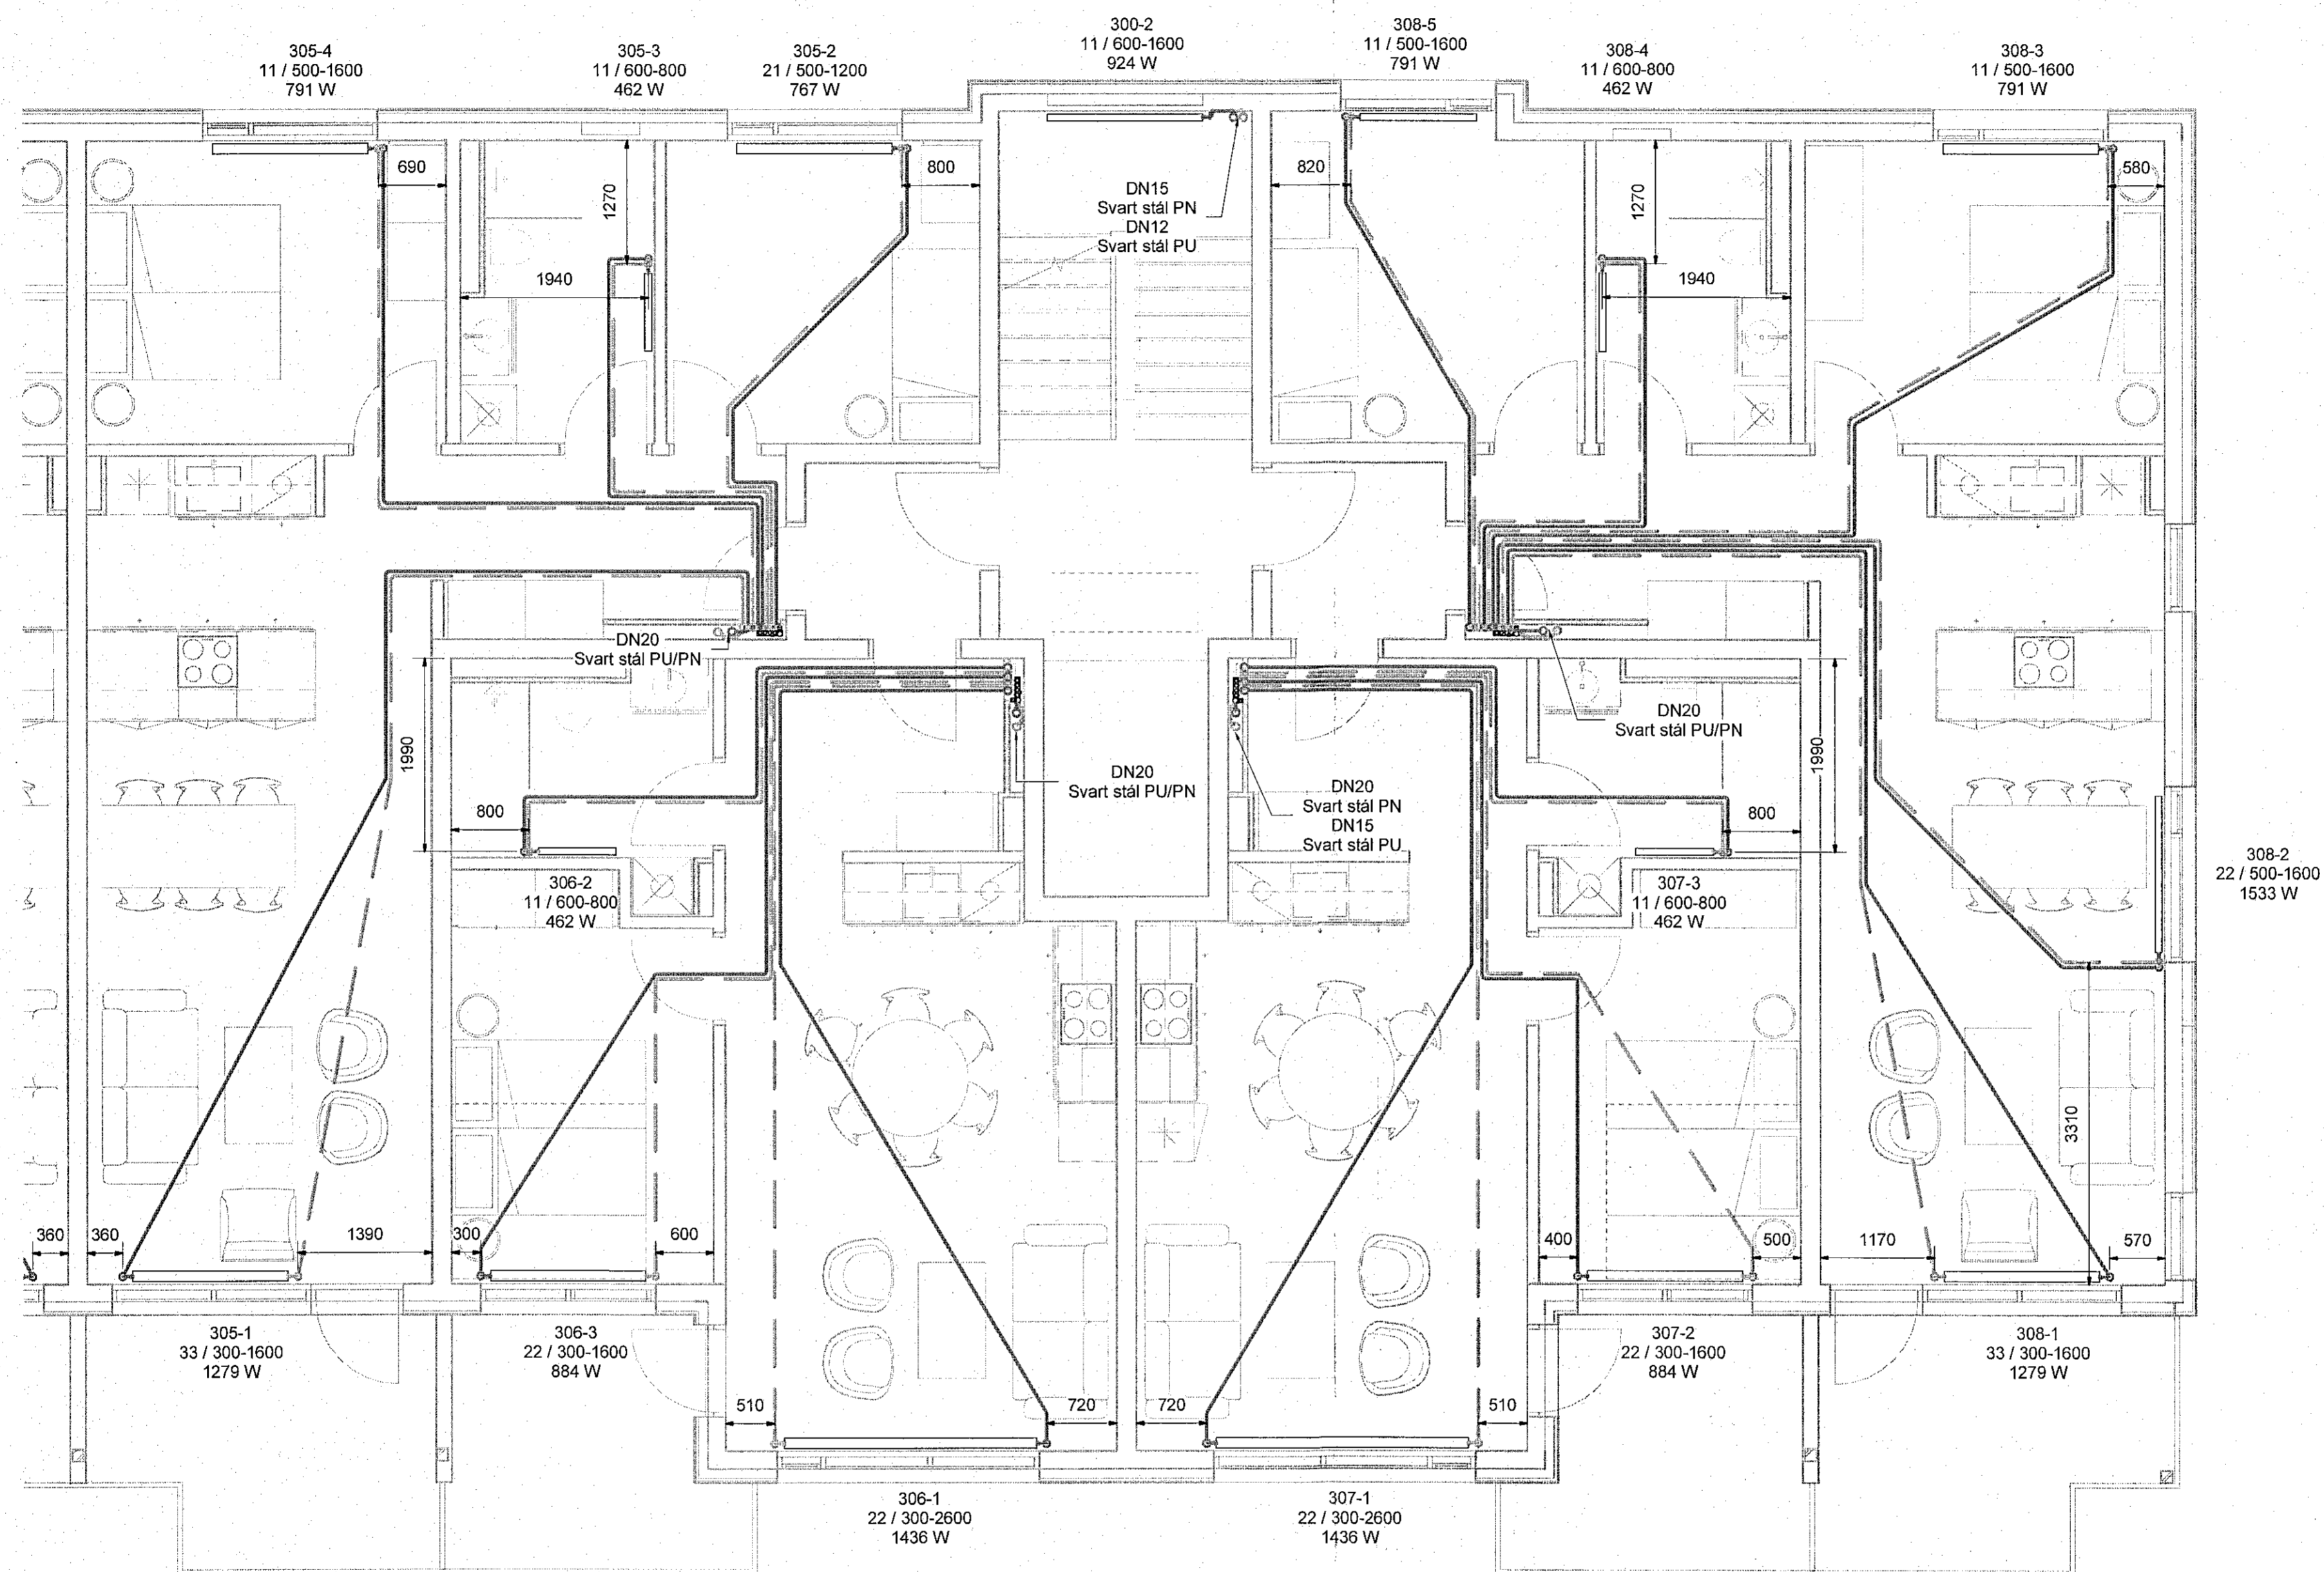 305-4
11 / 500-1600
791 W
305-3
11 / 600-800
462 W
305-2
21 / 500-1200
767 W
300-2
11 / 600-1600
924 W
308-5
11 / 500-1600
791 W
308-4
11 / 600-800
462 W
308-3
11 / 500-1600
791 W
690
1270
800
820
1270
580
DN15
Svart stál PN
DN12
Svart stál PU
1940
1940
DN20
Svart stál PU/PN
DN20
Svart stál PU/PN
1990
1990
DN20
Svart stál PU/PN
DN20
Svart stál PN
DN15
Svart stál PU
800
800
306-2
11 / 600-800
462 W
307-3
11 / 600-800
462 W
308-2
22 / 500-1600
1533 W
3310
360
360
1390
300
600
400
500
1170
570
305-1
33 / 300-1600
1279 W
306-3
22 / 300-1600
884 W
307-2
22 / 300-1600
884 W
308-1
33 / 300-1600
1279 W
510
720
720
510
306-1
22 / 300-2600
1436 W
307-1
22 / 300-2600
1436 W